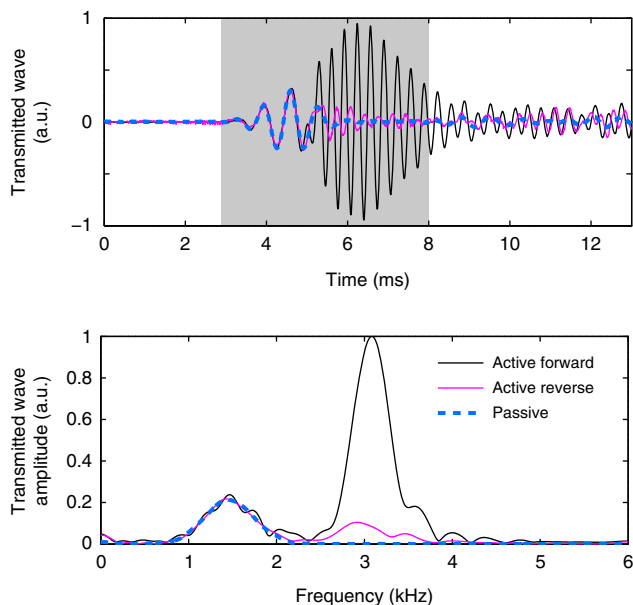 Transmitted wave
(a.u.)
1
0
−1
0
2
4
6
8
10
12
Time (ms)
Transmitted wave
amplitude (a.u.)
1
0.8
0.6
0.4
0.2
0
Active forward
Active reverse
Passive
0
1
2
3
4
5
6
Frequency (kHz)